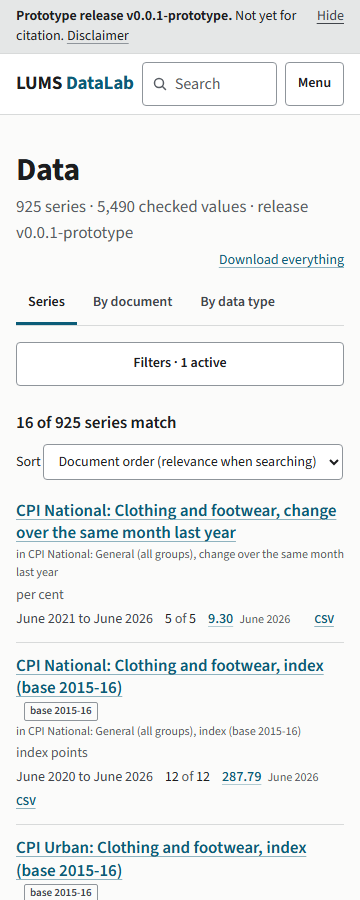 Prototype release v0.0.1-prototype. Not yet for Hide
citation. Disclaimer
LUMS DataLab Search Menu
Data
925 series · 5,490 checked values · release
v0.0.1-prototype
Download everything
Series By document By data type
Filters · 1 active
16 of 925 series match
Sort Document order (relevance when searching)
CPI National: Clothing and footwear, change
over the same month last year
in CPI National: General (all groups), change over the same month
last year
per cent
June 2021 to June 2026 5 of 5 9.30 June 2026 CSV
CPI National: Clothing and footwear, index
(base 2015-16)
base 2015-16
in CPI National: General (all groups), index (base 2015-16)
index points
June 2020 to June 2026 12 of 12 287.79 June 2026
CSV
CPI Urban: Clothing and footwear, index
(base 2015-16)
base 2015-16